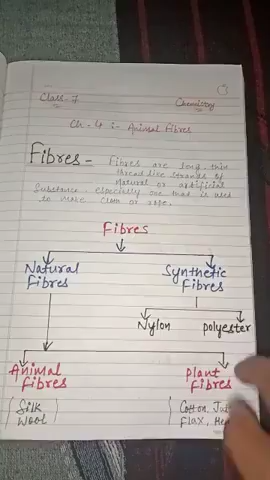 ①
Class-7
Chemistry
Ch-4 :- Animal Fibres
Fibres - Fibres are long, thin
thread like strands of
natural or artificial
substance, especially one that is used
to make cloth or rope.
Fibres
Natural Fibres
Synthetic Fibres
Nylon
polyester
Animal fibres
Plant Fibres
(Silk
Wool)
(Cotton,
Flax,